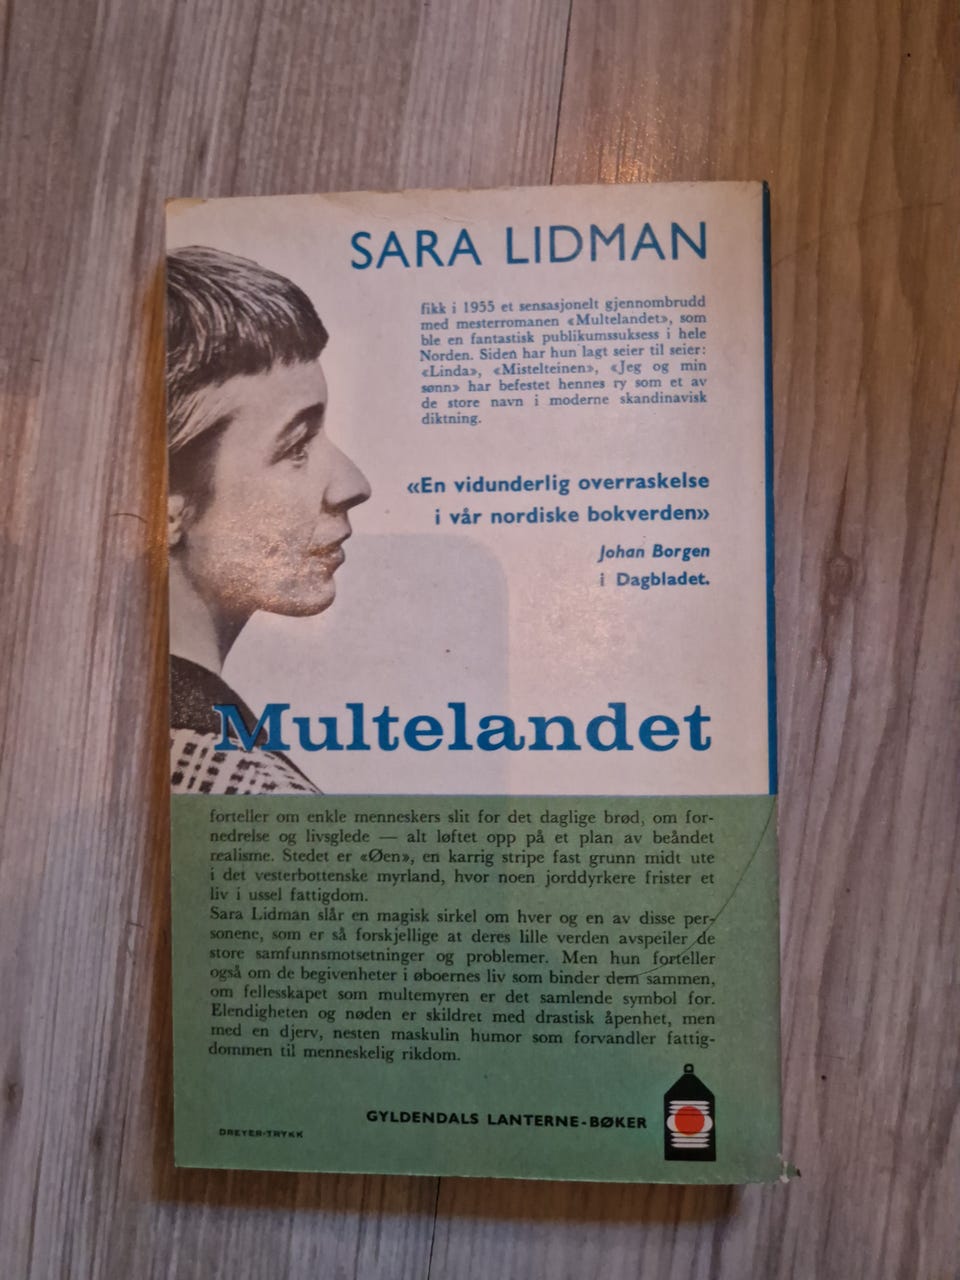 SARA LIDMAN
fikk i 1955 et sensasjonelt gjennombrudd
med mesterromanen «Multelandet», som
ble en fantastisk publikumssuksess i hele
Norden. Siden har hun lagt seier til seier:
«Linda», «Mistelteinen», «Jeg og min
sønn» har befestet hennes ry som et av
de store navn i moderne skandinavisk
diktning.
«En vidunderlig overraskelse
i vår nordiske bokverden»
Johan Borgen
i Dagbladet.
Multelandet
forteller om enkle menneskers slit for det daglige brød, om for-
nedrelse og livsglede — alt løftet opp på et plan av beåndet
realisme. Stedet er «Øen», en karrig stripe fast grunn midt ute
i det vesterbottenske myrland, hvor noen jorddyrkere frister et
liv i ussel fattigdom.
Sara Lidman slår en magisk sirkel om hver og en av disse per-
sonene, som er så forskjellige at deres lille verden avspeiler de
store samfunnsmotsetninger og problemer. Men hun forteller
også om de begivenheter i øboernes liv som binder dem sammen,
om fellesskapet som multemyren er det samlende symbol for.
Elendigheten og nøden er skildret med drastisk åpenhet, men
med en djerv, nesten maskulin humor som forvandler fattig-
dommen til menneskelig rikdom.
GYLDENDALS LANTERNE-BØKER
DREYER-TRYKK